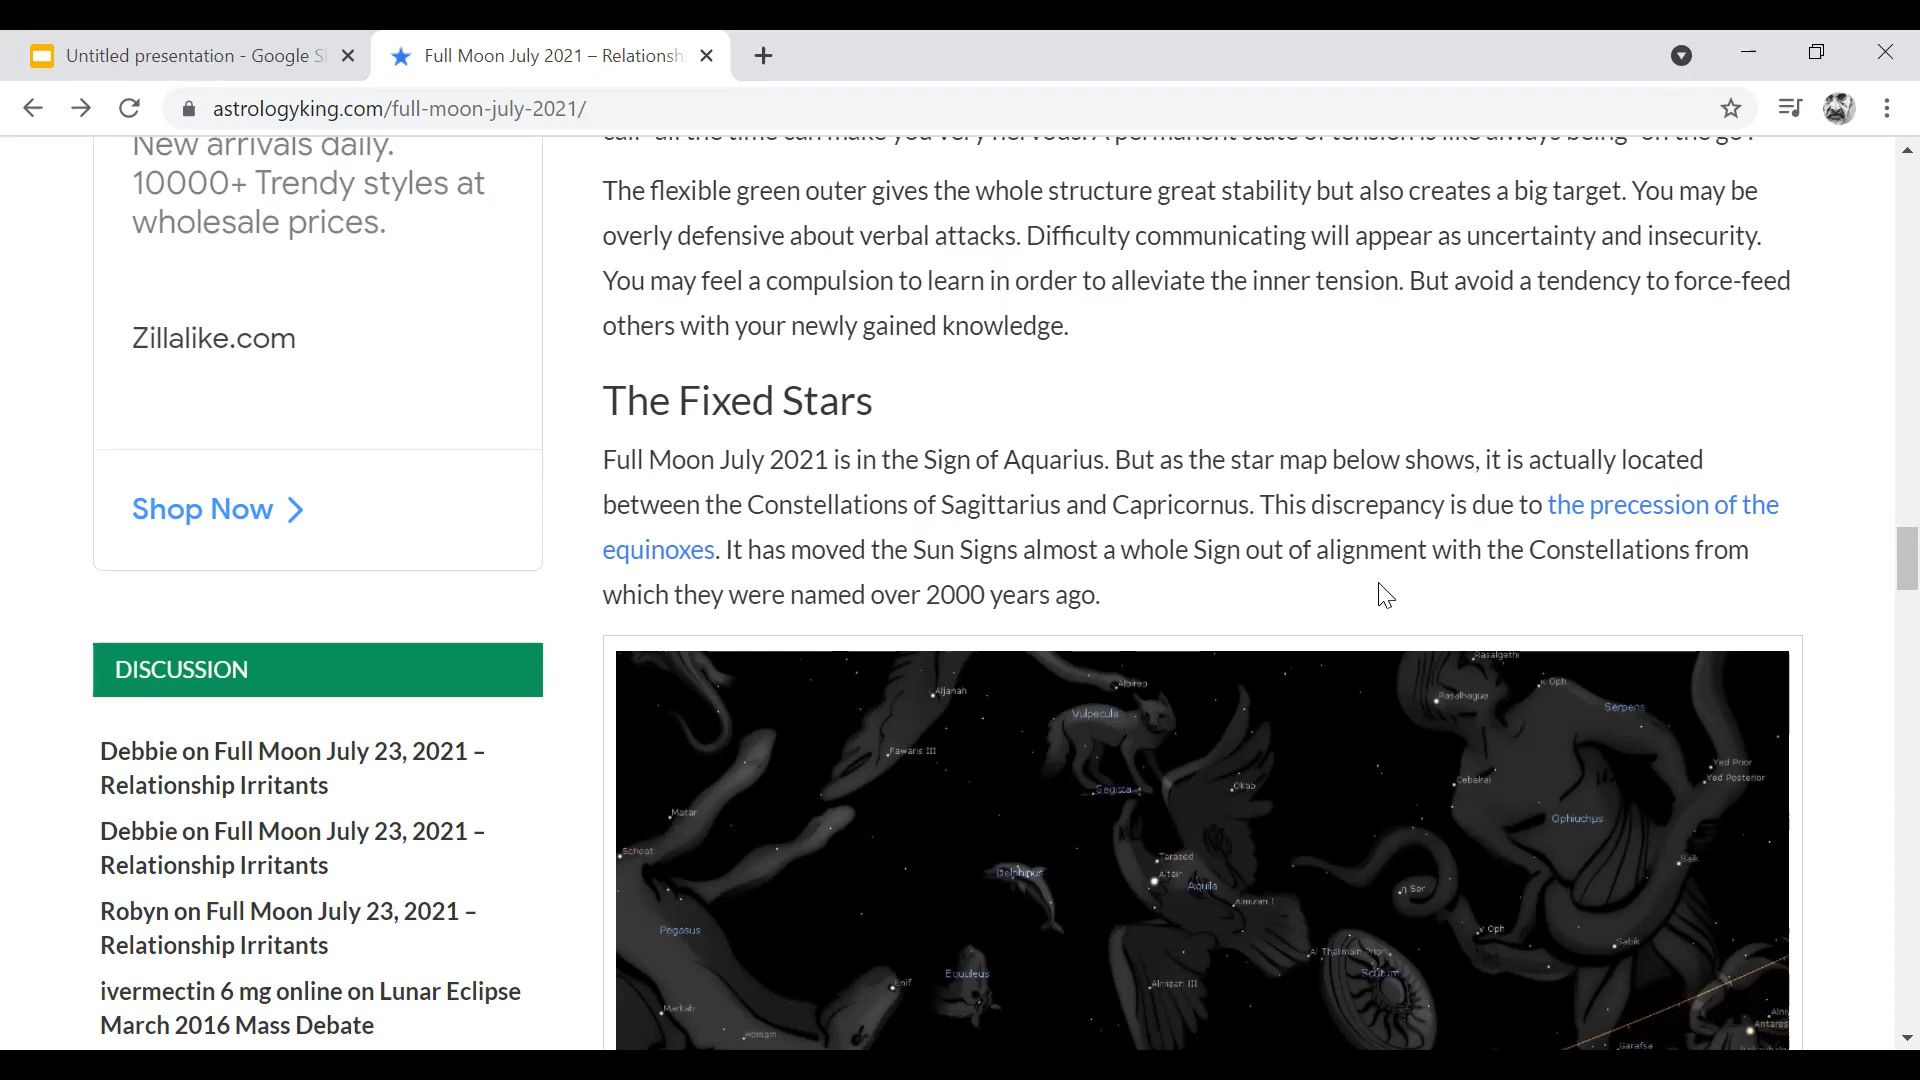 Untitled presentation - Google S
Full Moon July 2021 – Relationsh
astrologyking.com/full-moon-july-2021/
New arrivals daily.
10000+ Trendy styles at
wholesale prices.
Zillalike.com
Shop Now
DISCUSSION
Debbie on Full Moon July 23, 2021 –
Relationship Irritants
Debbie on Full Moon July 23, 2021 –
Relationship Irritants
Robyn on Full Moon July 23, 2021 –
Relationship Irritants
ivermectin 6 mg online on Lunar Eclipse
March 2016 Mass Debate
call" all the time can make you very nervous. A permanent state of tension is like always being "on the go".
The flexible green outer gives the whole structure great stability but also creates a big target. You may be
overly defensive about verbal attacks. Difficulty communicating will appear as uncertainty and insecurity.
You may feel a compulsion to learn in order to alleviate the inner tension. But avoid a tendency to force-feed
others with your newly gained knowledge.
The Fixed Stars
Full Moon July 2021 is in the Sign of Aquarius. But as the star map below shows, it is actually located
between the Constellations of Sagittarius and Capricornus. This discrepancy is due to the precession of the
equinoxes. It has moved the Sun Signs almost a whole Sign out of alignment with the Constellations from
which they were named over 2000 years ago.
Rasalgethi
Albireo
κ Oph
Aljanah
Rasalhague
Vulpecula
Serpens
Fawaris III
Yed Prior
Yed Posterior
Cebalrai
Okab
Segitta
Matar
Ophiuchus
Scheat
Tarazed
Saik
Altair
Delphinus
Aquila
η Ser
Almizan I
Pegasus
ν Oph
Sabik
Al Thalimain Prior
Equuleus
Scutum
Enif
Almizan III
Markab
Homam
Antares
Garafsa